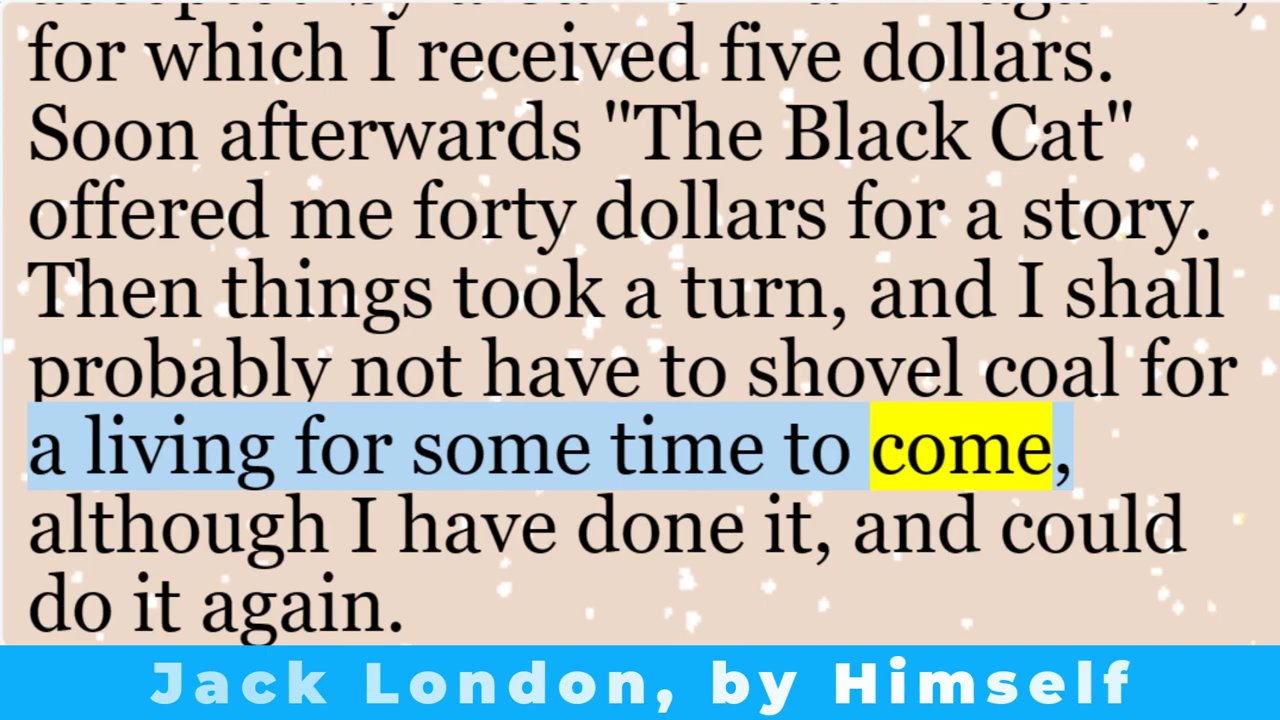 for which I received five dollars.
Soon afterwards "The Black Cat"
offered me forty dollars for a story.
Then things took a turn, and I shall
probably not have to shovel coal for
a living for some time to come,
although I have done it, and could
do it again.
Jack London, by Himself